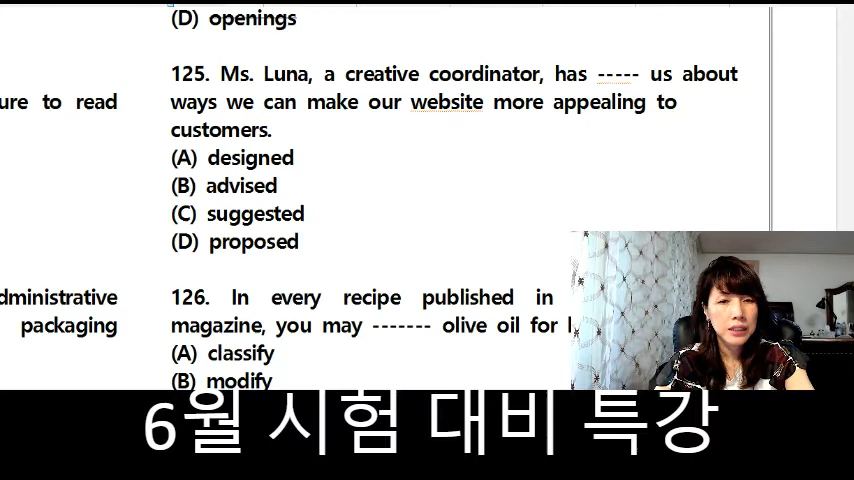 (D) openings
125. Ms. Luna, a creative coordinator, has ----- us about
ure to read
ways we can make our website more appealing to
customers.
(A) designed
(B) advised
(C) suggested
(D) proposed
dministrative
126. In every recipe published in
packaging
magazine, you may ------- olive oil for
(A) classify
(B) modify
6월 시험 대비 특강